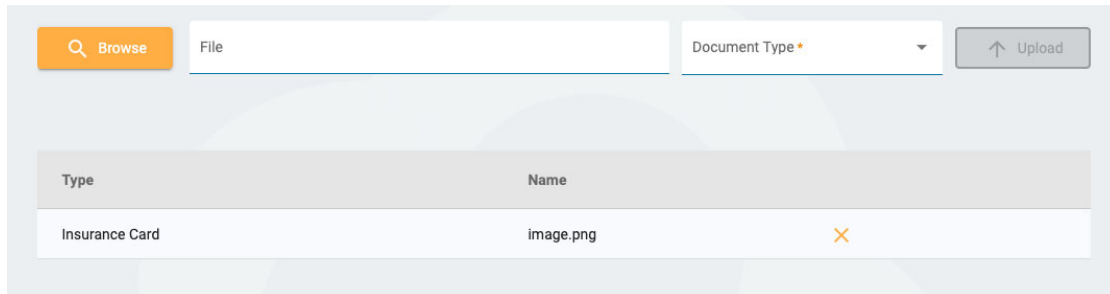 Browse
File
Document Type *
Upload
Type Name
Insurance Card image.png